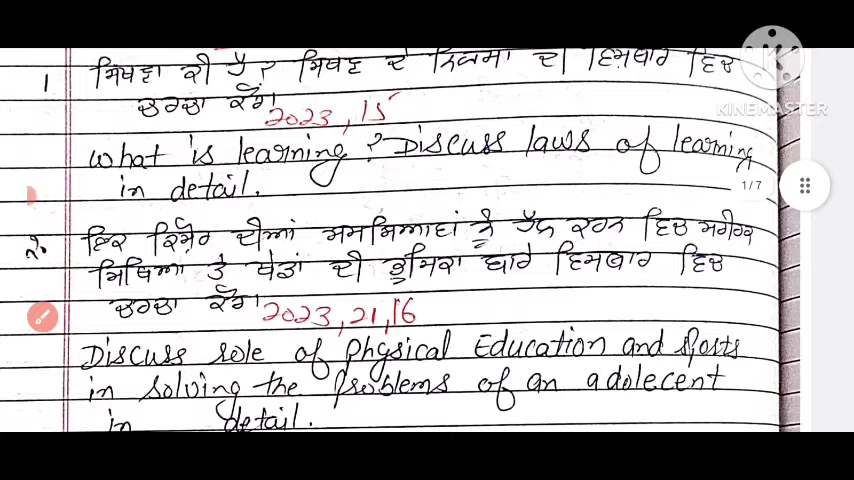 1 ਸਿੱਖਣਾ ਕੀ ਹੈ? ਸਿੱਖਣ ਦੇ ਨਿਯਮਾਂ ਦੀ ਵਿਸਥਾਰ ਵਿੱਚ
ਚਰਚਾ ਕਰੋ। 2023, 15
What is learning? Discuss laws of learning
in detail.
2. ਇਕ ਕਿਸ਼ੋਰ ਦੀਆਂ ਸਮੱਸਿਆਵਾਂ ਨੂੰ ਹੱਲ ਕਰਨ ਵਿਚ ਸਰੀਰਕ
ਸਿੱਖਿਆ ਤੇ ਖੇਡਾਂ ਦੀ ਭੂਮਿਕਾ ਬਾਰੇ ਵਿਸਥਾਰ ਵਿਚ
ਚਰਚਾ ਕਰੋ। 2023, 21, 16
Discuss role of Physical Education and sports
in solving the problems of an adolecent
in detail.
KINEMASTER
1/7